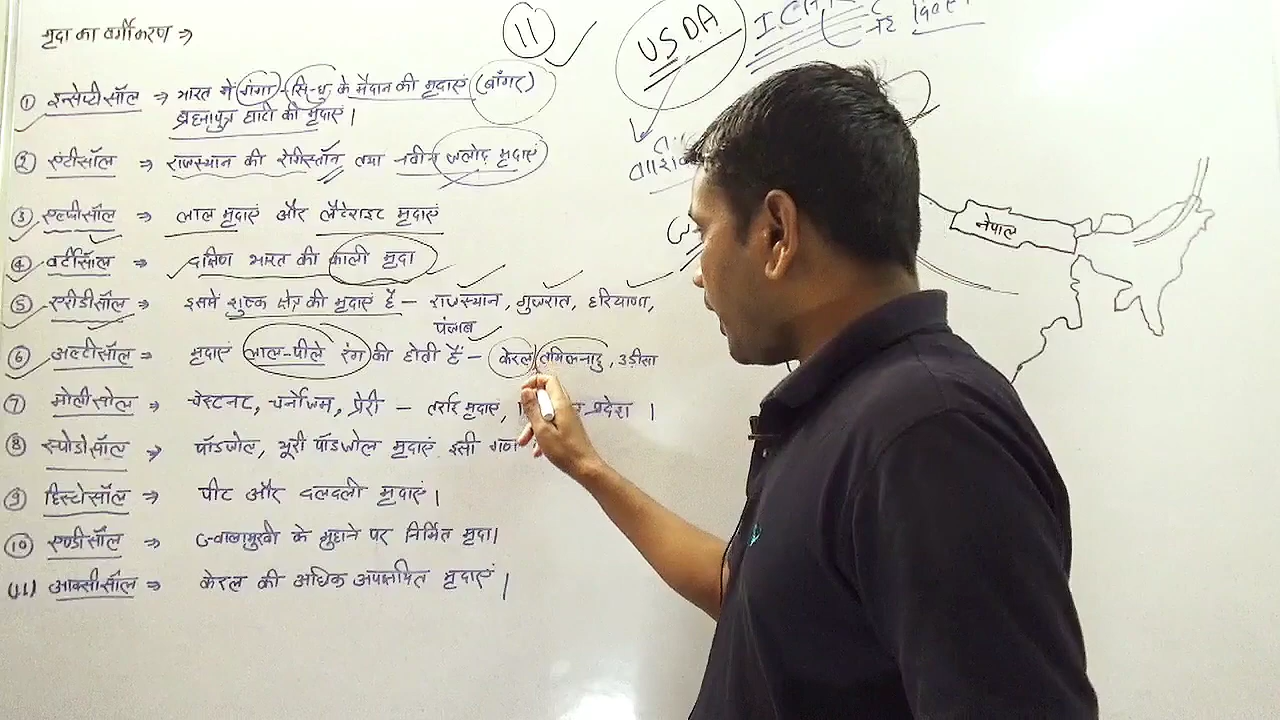 मृदा का वर्गीकरण ⇒
11
USDA
① इन्सेप्टीसॉल ⇒ भारत में गंगा-सिन्धु के मैदान की मृदाएं (बाँगर)
ब्रह्मपुत्र घाटी की मृदाएं।
② एंटीसॉल ⇒ राजस्थान की रेगिस्तॉन तथा नवीन जलोढ़ मृदाएं
③ एल्फीसॉल ⇒ लाल मृदाएं और लैटेराइट मृदाएं
④ वर्टीसॉल ⇒ दक्षिण भारत की काली मृदा
⑤ एरीडीसॉल ⇒ इसमें शुष्क क्षेत्र की मृदाएं हैं - राजस्थान, गुजरात, हरियाणा,
पंजाब
⑥ अल्टीसॉल ⇒ मृदाएं लाल-पीले रंग की होती हैं - केरल, तमिलनाडु, उड़ीसा
⑦ मोलीसोल ⇒ चेस्टनट, चर्नोजम, प्रेरी - तराई मृदाएं, प्रदेश।
⑧ स्पोडोसॉल ⇒ पॉडजोल, भूरी पॉडजोल मृदाएं इसी
⑨ हिस्टोसॉल ⇒ पीट और दलदली मृदाएं।
⑩ एण्डीसॉल ⇒ ज्वालामुखी के मुहाने पर निर्मित मृदा।
(11) आक्सीसॉल ⇒ केरल की अधिक अपक्षयित मृदाएं।
नेपाल